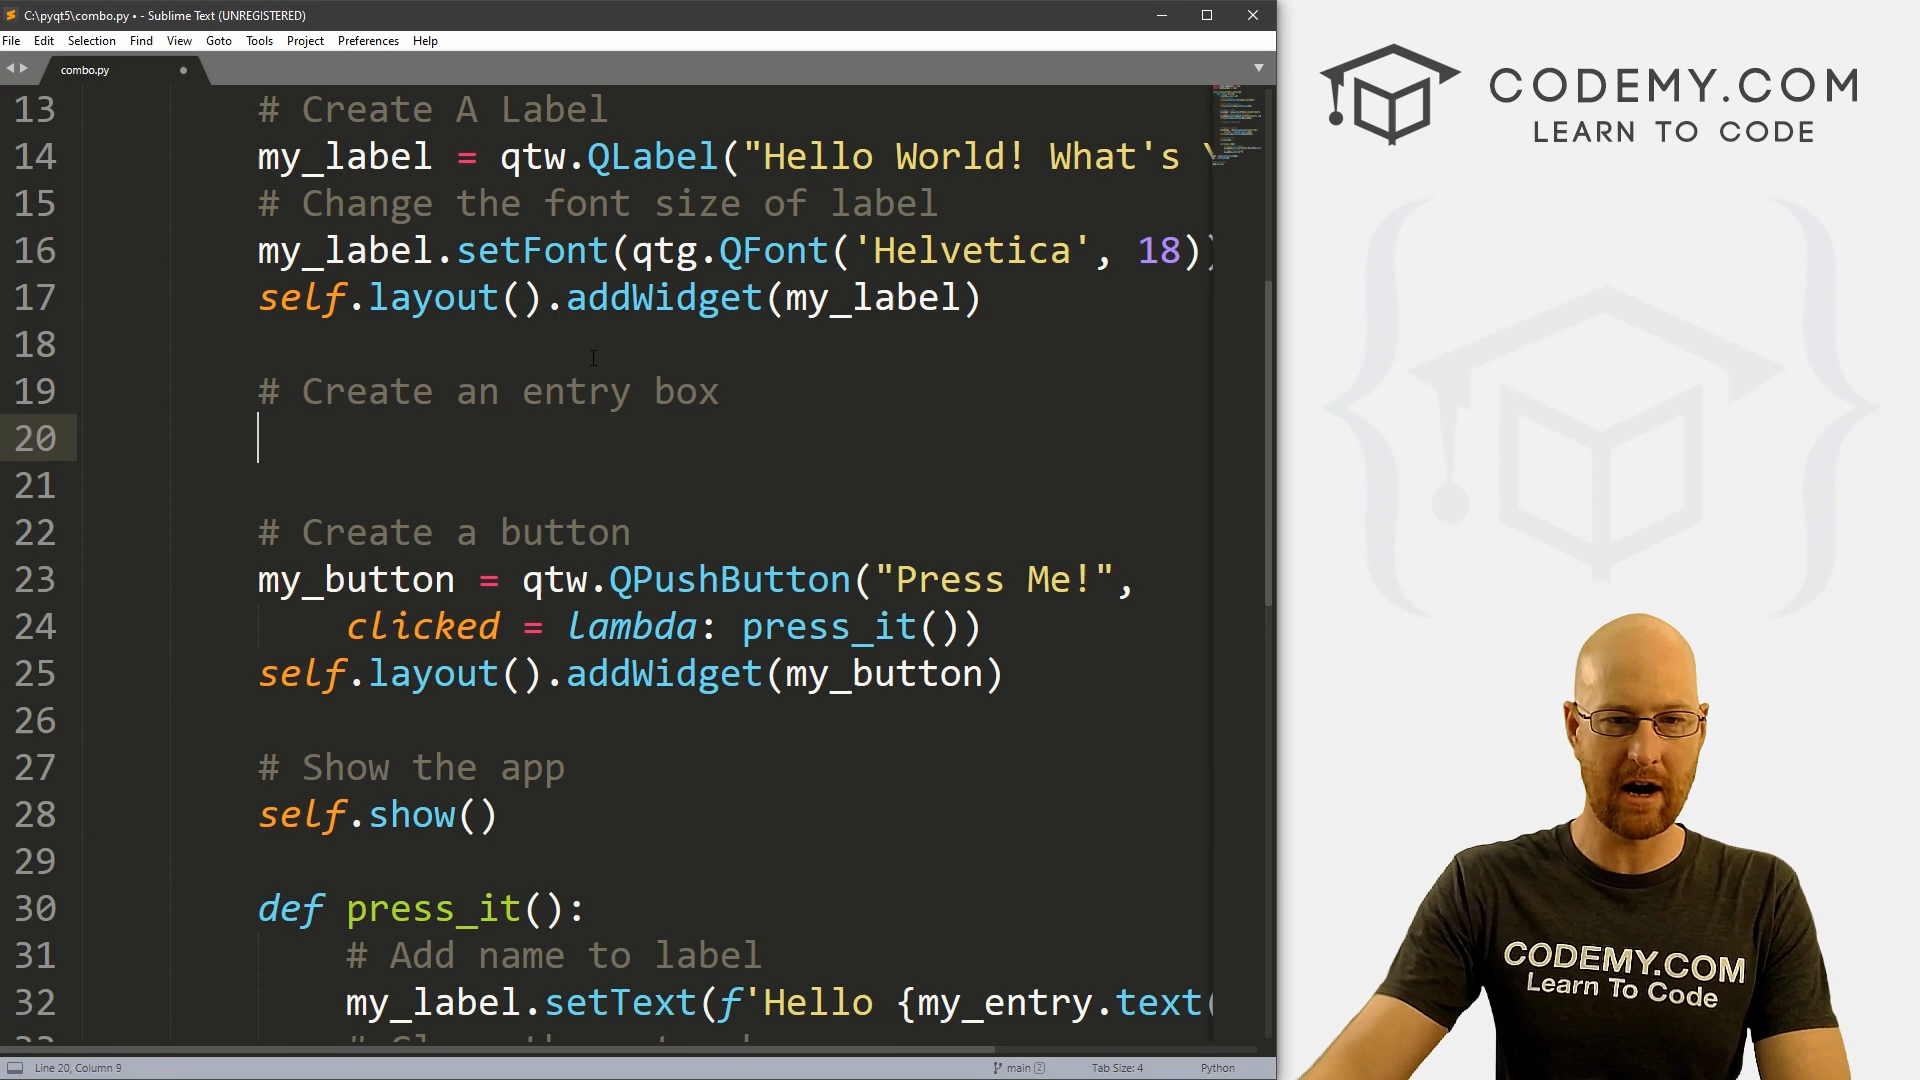 C:\pyqt5\combo.py • - Sublime Text (UNREGISTERED)
File Edit Selection Find View Goto Tools Project Preferences Help
combo.py
13 # Create A Label
14 my_label = qtw.QLabel("Hello World! What's
15 # Change the font size of label
16 my_label.setFont(qtg.QFont('Helvetica', 18))
17 self.layout().addWidget(my_label)
18
19 # Create an entry box
20
21
22 # Create a button
23 my_button = qtw.QPushButton("Press Me!",
24 clicked = lambda: press_it())
25 self.layout().addWidget(my_button)
26
27 # Show the app
28 self.show()
29
30 def press_it():
31 # Add name to label
32 my_label.setText(f'Hello {my_entry.text(
Line 20, Column 9
main 2
Tab Size: 4
Python
CODEMY.COM
LEARN TO CODE
CODEMY.COM
Learn To Code